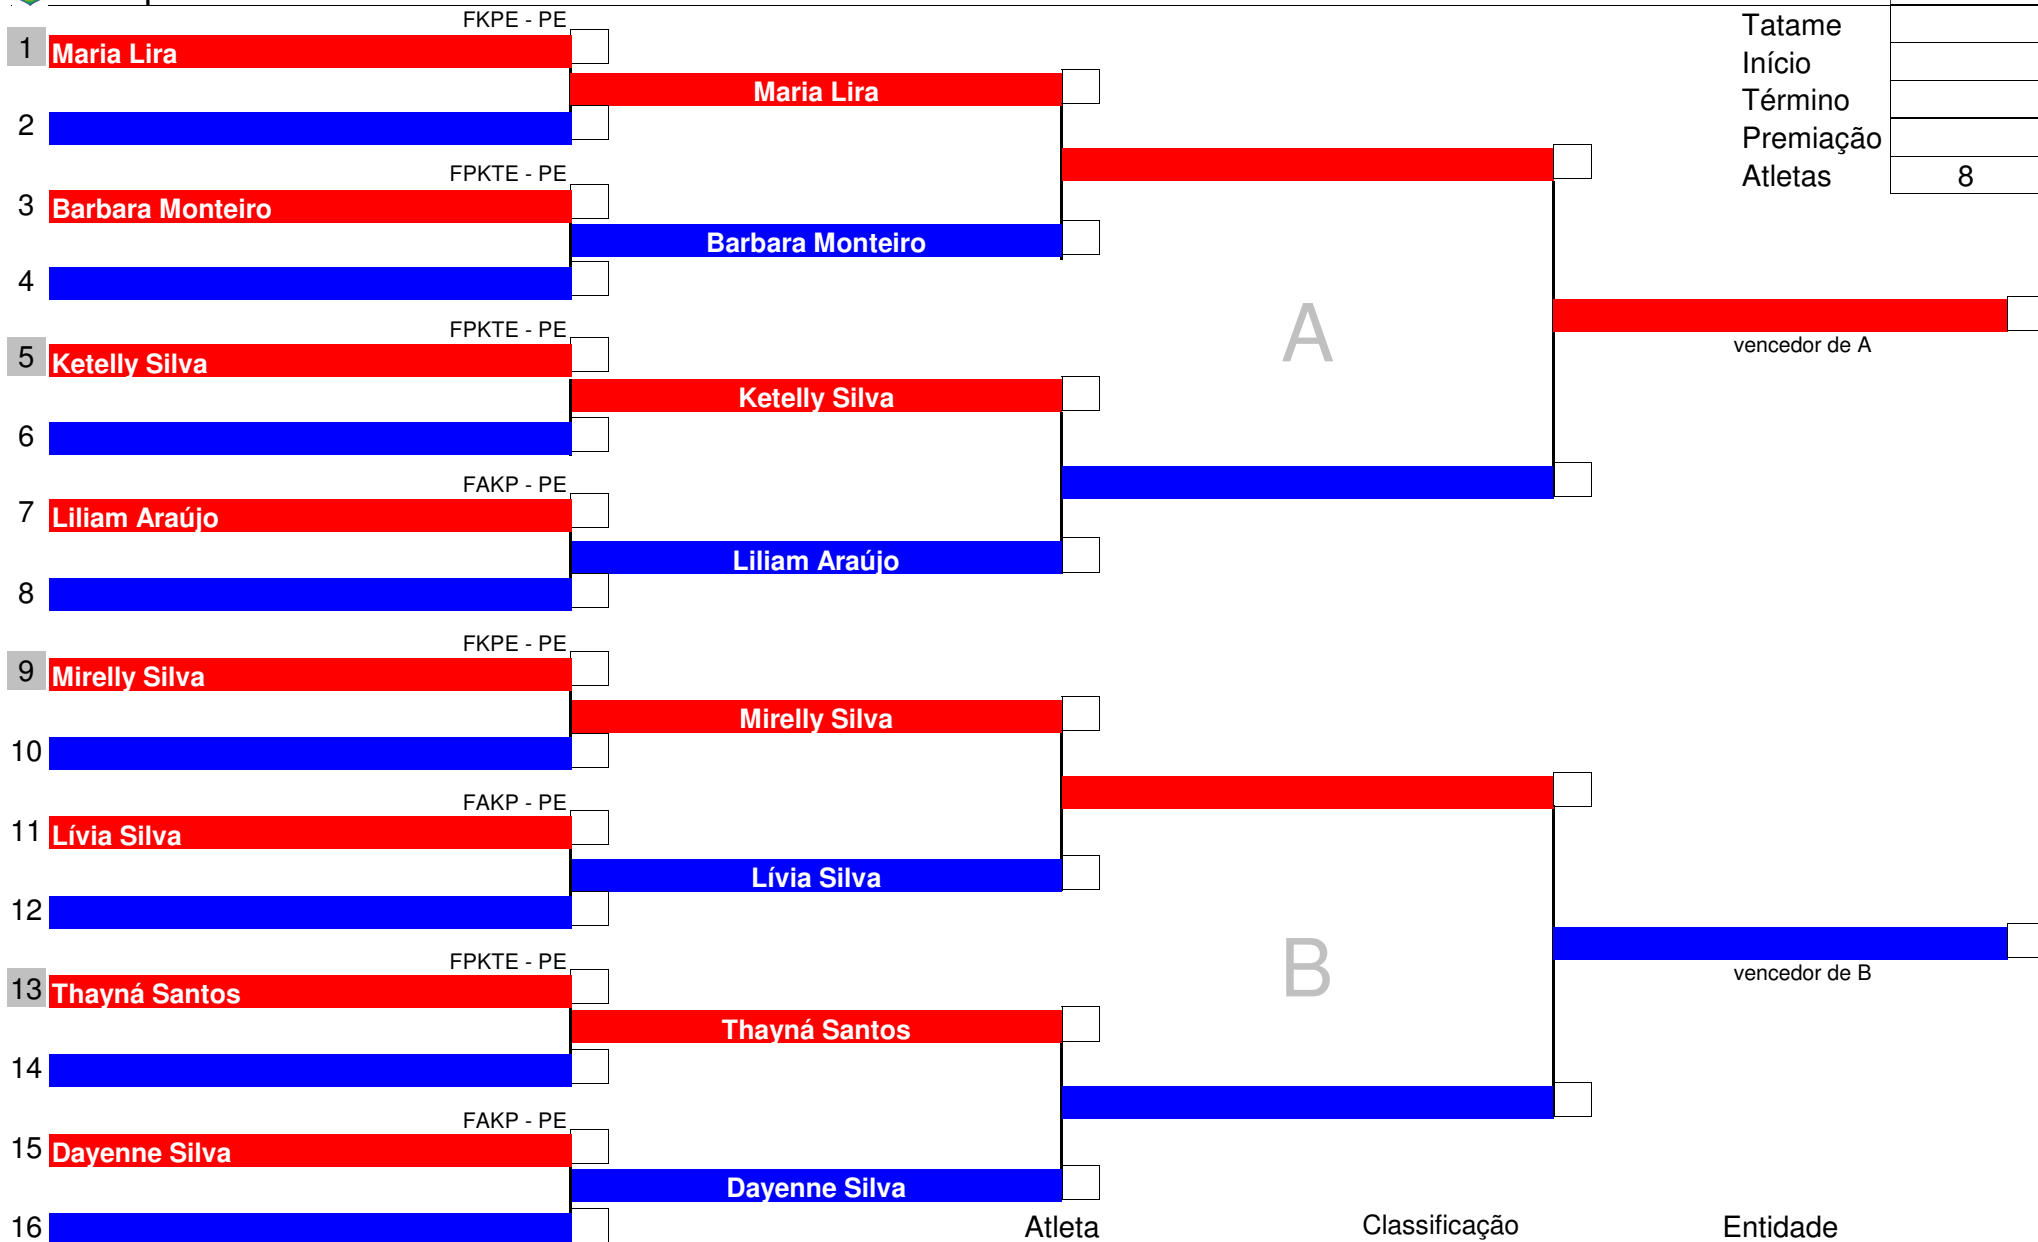 FKPE - PE
Tatame
1 Maria Lira
Início
Maria Lira
Término
2
Premiação
FPKTE - PE
Atletas 8
3 Barbara Monteiro
Barbara Monteiro
4
A
FPKTE - PE
vencedor de A
5 Ketelly Silva
Ketelly Silva
6
FAKP - PE
7 Liliam Araújo
Liliam Araújo
8
FKPE - PE
9 Mirelly Silva
Mirelly Silva
10
FAKP - PE
11 Lívia Silva
Lívia Silva
12
FPKTE - PE
B
vencedor de B
13 Thayná Santos
Thayná Santos
14
FAKP - PE
15 Dayenne Silva
Dayenne Silva
16
Atleta Classificação Entidade